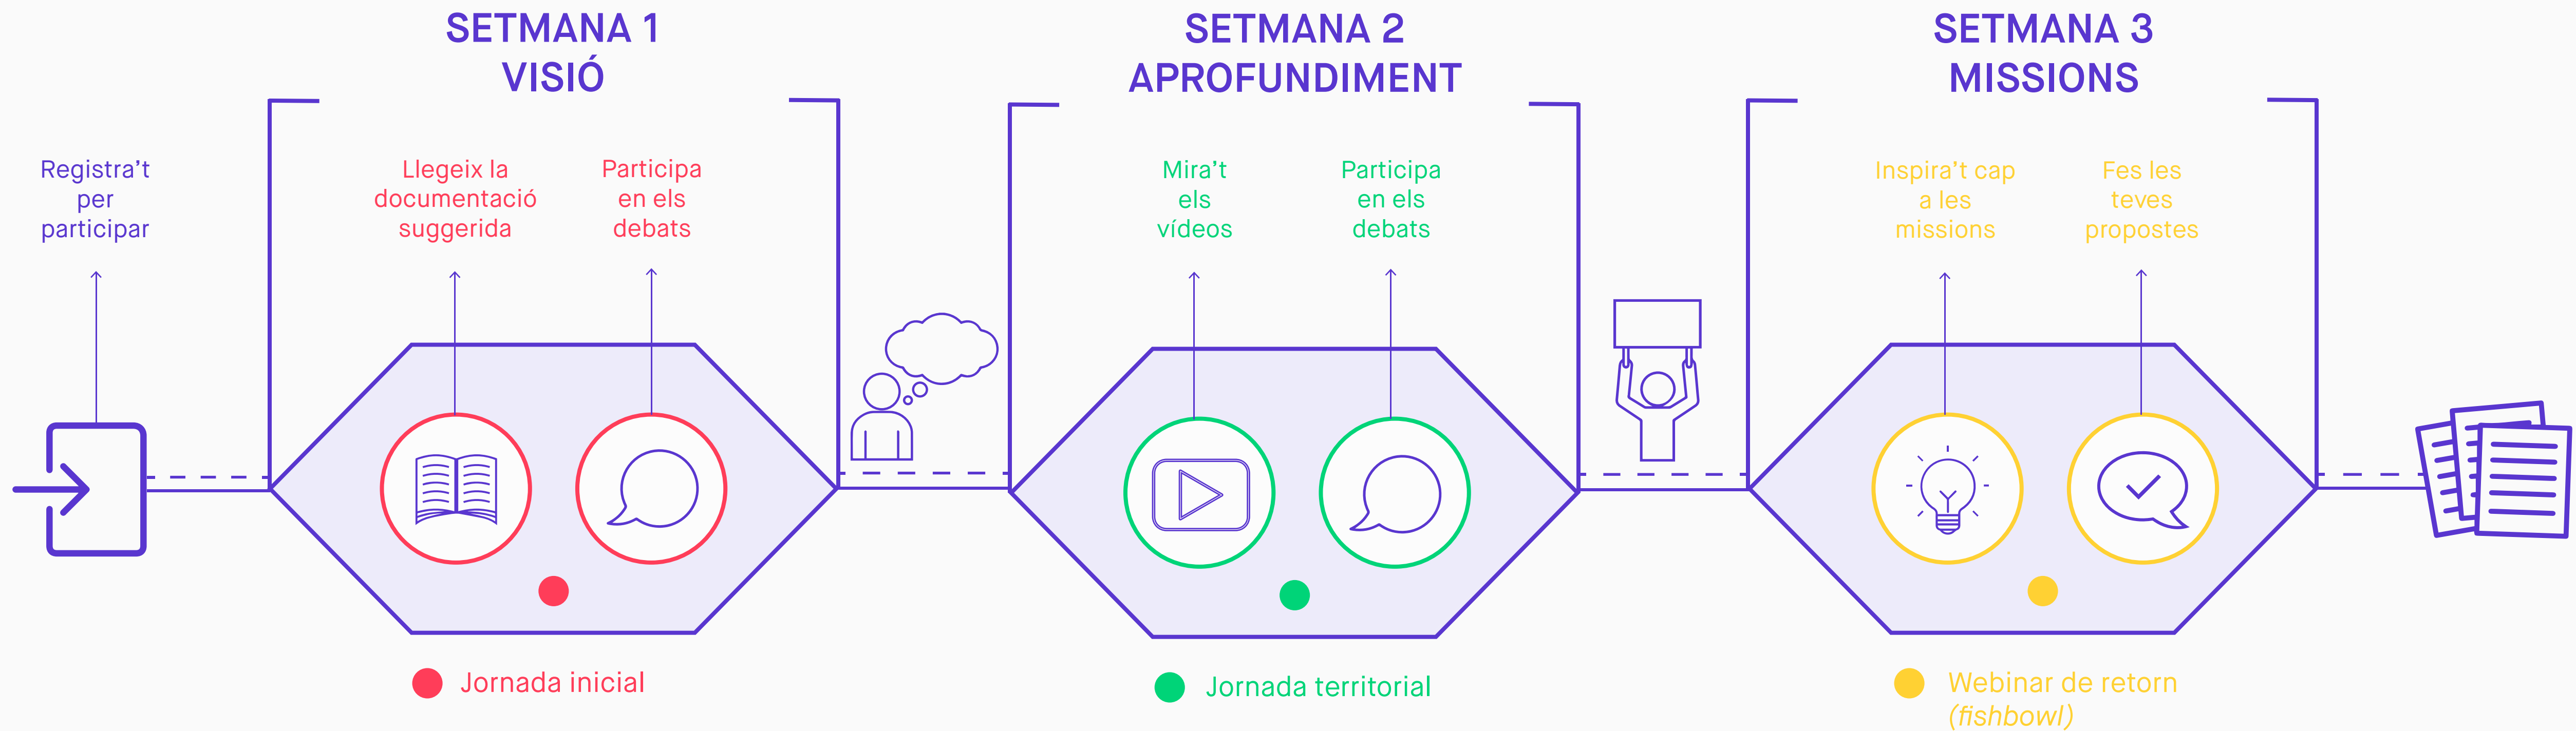 SETMANA 1
VISIÓ
SETMANA 2
APROFUNDIMENT
SETMANA 3
MISSIONS
Registra't
per
participar
Llegeix la
documentació
suggerida
Participa
en els
debats
Mira't
els
vídeos
Participa
en els
debats
Inspira't cap
a les
missions
Fes les
teves
propostes
Jornada inicial
Jornada territorial
Webinar de retorn
(fishbowl)